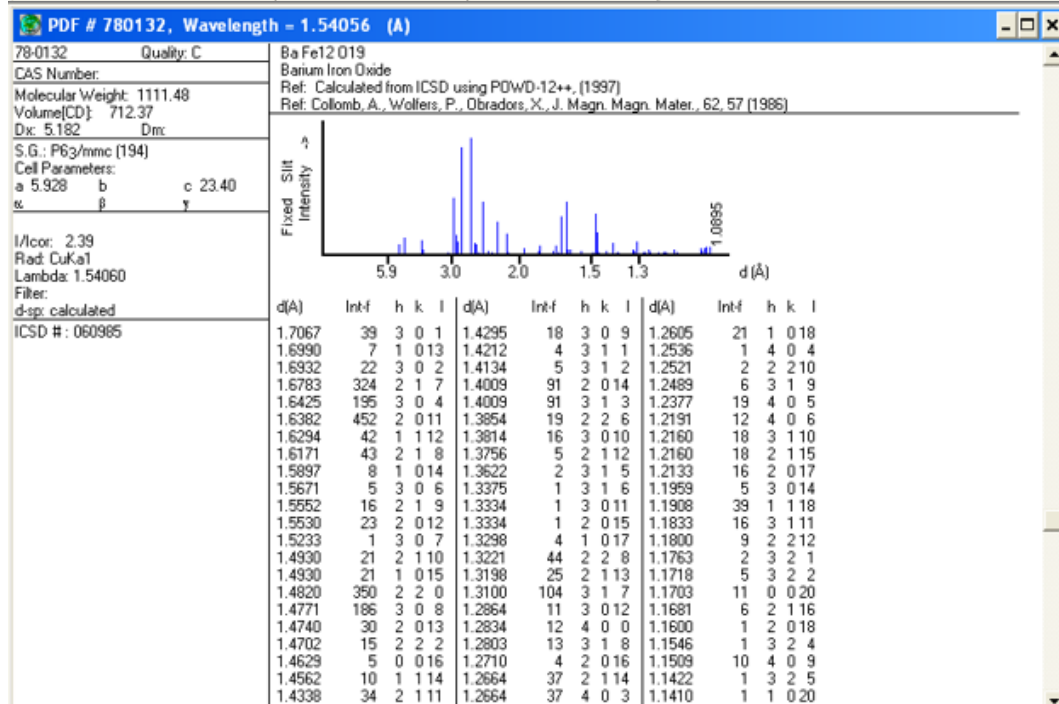 PDF # 780132, Wavelength = 1.54056 (A)
78-0132 Quality: C
CAS Number:
Molecular Weight: 1111.48
Volume[CD]: 712.37
Dx: 5.182 Dm:
S.G.: P63/mmc (194)
Cell Parameters:
a 5.928 b c 23.40
α β γ
I/Icor: 2.39
Rad: CuKa1
Lambda: 1.54060
Filter:
d-sp: calculated
ICSD # : 060985
Ba Fe12 O19
Barium Iron Oxide
Ref: Calculated from ICSD using POWD-12++, (1997)
Ref: Collomb, A., Wolfers, P., Obradors, X., J. Magn. Magn. Mater., 62, 57 (1986)
Fixed Slit
Intensity ->
1.0895
5.9 3.0 2.0 1.5 1.3 d (Å)
d(A) Int-f h k l d(A) Int-f h k l d(A) Int-f h k l
1.7067 39 3 0 1 1.4295 18 3 0 9 1.2605 21 1 0 18
1.6990 7 1 0 13 1.4212 4 3 1 1 1.2536 1 4 0 4
1.6932 22 3 0 2 1.4134 5 3 1 2 1.2521 2 2 2 10
1.6783 324 2 1 7 1.4009 91 2 0 14 1.2489 6 3 1 9
1.6425 195 3 0 4 1.4009 91 3 1 3 1.2377 19 4 0 5
1.6382 452 2 0 11 1.3854 19 2 2 6 1.2191 12 4 0 6
1.6294 42 1 1 12 1.3814 16 3 0 10 1.2160 18 3 1 10
1.6171 43 2 1 8 1.3756 5 2 1 12 1.2160 18 2 1 15
1.5897 8 1 0 14 1.3622 2 3 1 5 1.2133 16 2 0 17
1.5671 5 3 0 6 1.3375 1 3 1 6 1.1959 5 3 0 14
1.5552 16 2 1 9 1.3334 1 3 0 11 1.1908 39 1 1 18
1.5530 23 2 0 12 1.3334 1 2 0 15 1.1833 16 3 1 11
1.5233 1 3 0 7 1.3298 4 1 0 17 1.1800 9 2 2 12
1.4930 21 2 1 10 1.3221 44 2 2 8 1.1763 2 3 2 1
1.4930 21 1 0 15 1.3198 25 2 1 13 1.1718 5 3 2 2
1.4820 350 2 2 0 1.3100 104 3 1 7 1.1703 11 0 0 20
1.4771 186 3 0 8 1.2864 11 3 0 12 1.1681 6 2 1 16
1.4740 30 2 0 13 1.2834 12 4 0 0 1.1600 1 2 0 18
1.4702 15 2 2 2 1.2803 13 3 1 8 1.1546 1 3 2 4
1.4629 5 0 0 16 1.2710 4 2 0 16 1.1509 10 4 0 9
1.4562 10 1 1 14 1.2664 37 2 1 14 1.1422 1 3 2 5
1.4338 34 2 1 11 1.2664 37 4 0 3 1.1410 1 1 0 20